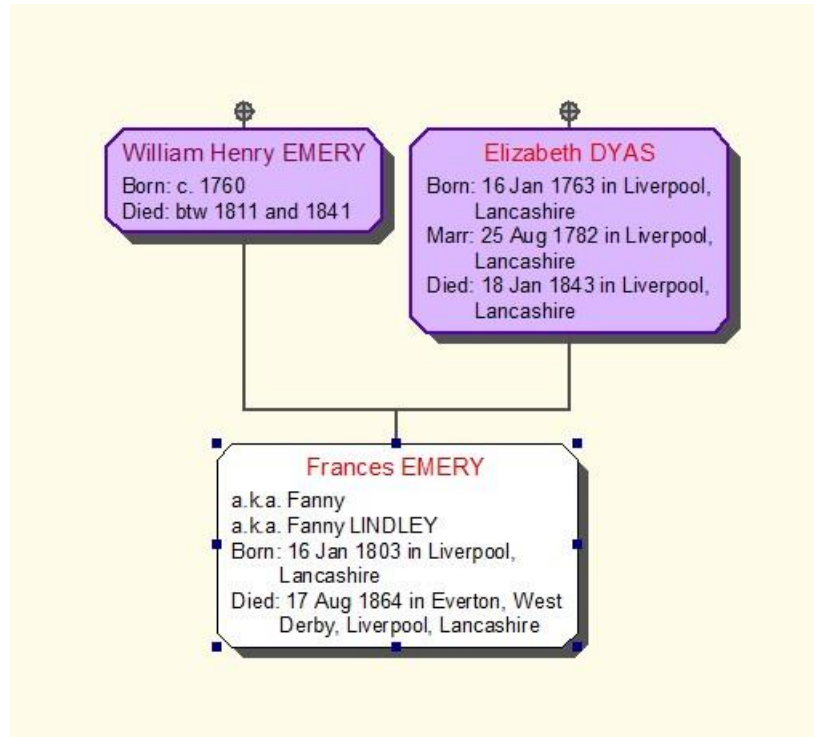 William Henry EMERY
Born: c. 1760
Died: btw 1811 and 1841
Elizabeth DYAS
Born: 16 Jan 1763 in Liverpool,
Lancashire
Marr: 25 Aug 1782 in Liverpool,
Lancashire
Died: 18 Jan 1843 in Liverpool,
Lancashire
Frances EMERY
a.k.a. Fanny
a.k.a. Fanny LINDLEY
Born: 16 Jan 1803 in Liverpool,
Lancashire
Died: 17 Aug 1864 in Everton, West
Derby, Liverpool, Lancashire